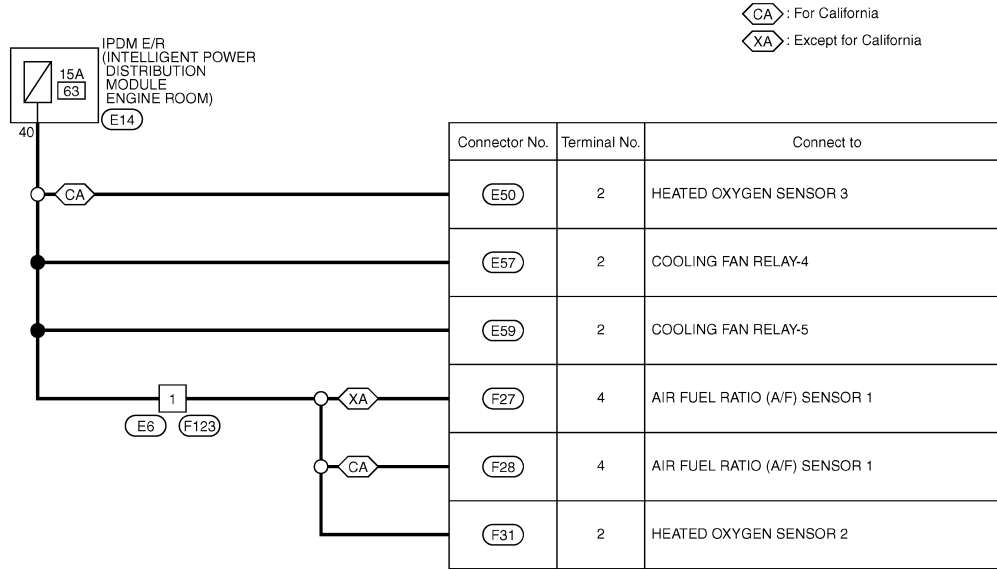 CA : For California
XA : Except for California
IPDM E/R
(INTELLIGENT POWER
DISTRIBUTION
MODULE
ENGINE ROOM)
15A
63
E14
40
Connector No. Terminal No. Connect to
CA E50 2 HEATED OXYGEN SENSOR 3
E57 2 COOLING FAN RELAY-4
E59 2 COOLING FAN RELAY-5
1 XA F27 4 AIR FUEL RATIO (A/F) SENSOR 1
E6 F123
CA F28 4 AIR FUEL RATIO (A/F) SENSOR 1
F31 2 HEATED OXYGEN SENSOR 2